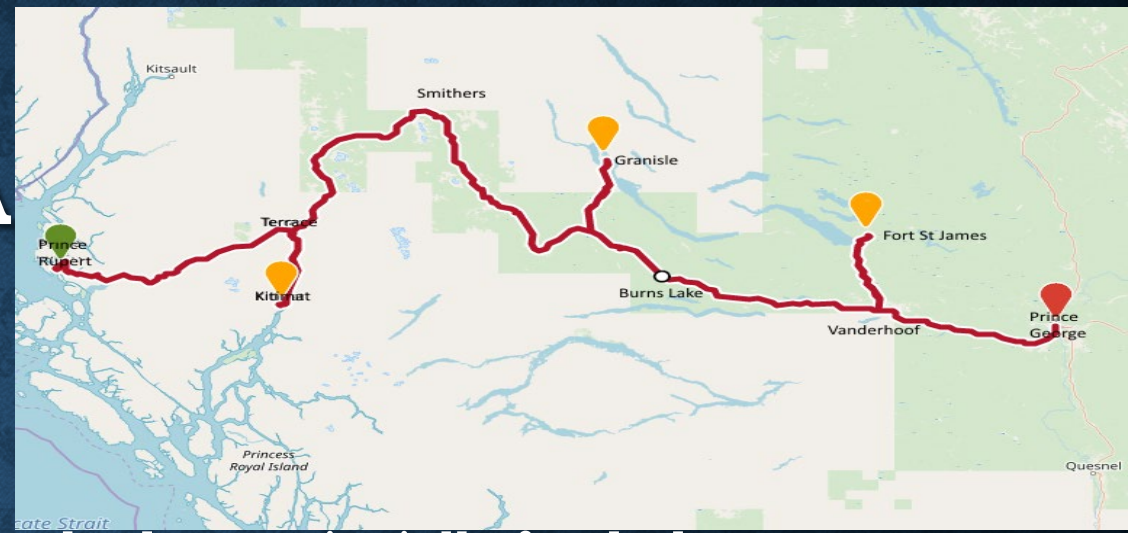 Kitsault
Smithers
Granisle
Terrace
Fort St James
Prince
Rupert
Kitimat
Burns Lake
Prince
George
Vanderhoof
Princess
Royal Island
Quesnel
cate Strait